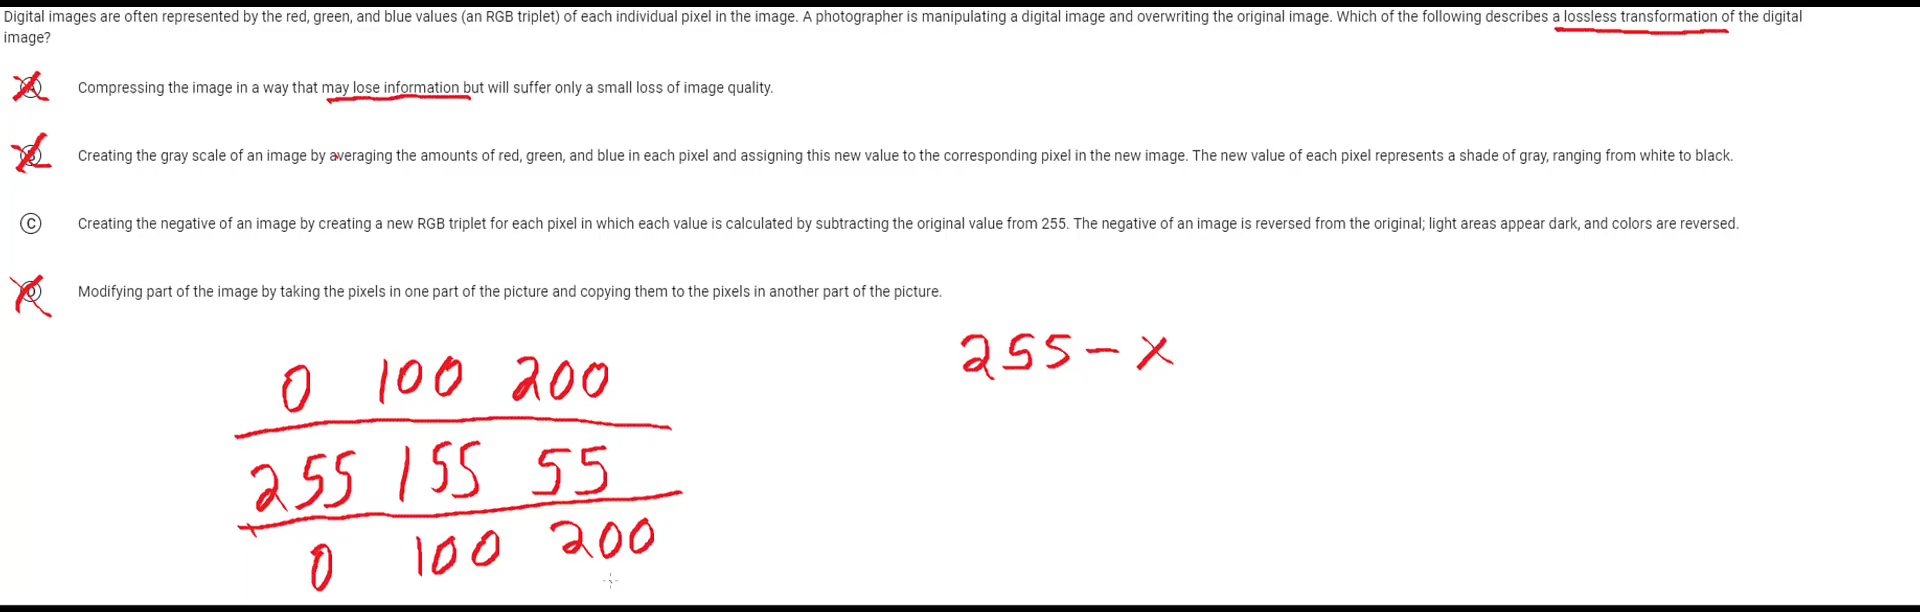 Digital images are often represented by the red, green, and blue values (an RGB triplet) of each individual pixel in the image. A photographer is manipulating a digital image and overwriting the original image. Which of the following describes a lossless transformation of the digital
image?
A Compressing the image in a way that may lose information but will suffer only a small loss of image quality.
B Creating the gray scale of an image by averaging the amounts of red, green, and blue in each pixel and assigning this new value to the corresponding pixel in the new image. The new value of each pixel represents a shade of gray, ranging from white to black.
C Creating the negative of an image by creating a new RGB triplet for each pixel in which each value is calculated by subtracting the original value from 255. The negative of an image is reversed from the original; light areas appear dark, and colors are reversed.
D Modifying part of the image by taking the pixels in one part of the picture and copying them to the pixels in another part of the picture.
255 - x
0 100 200
255 155 55
0 100 200